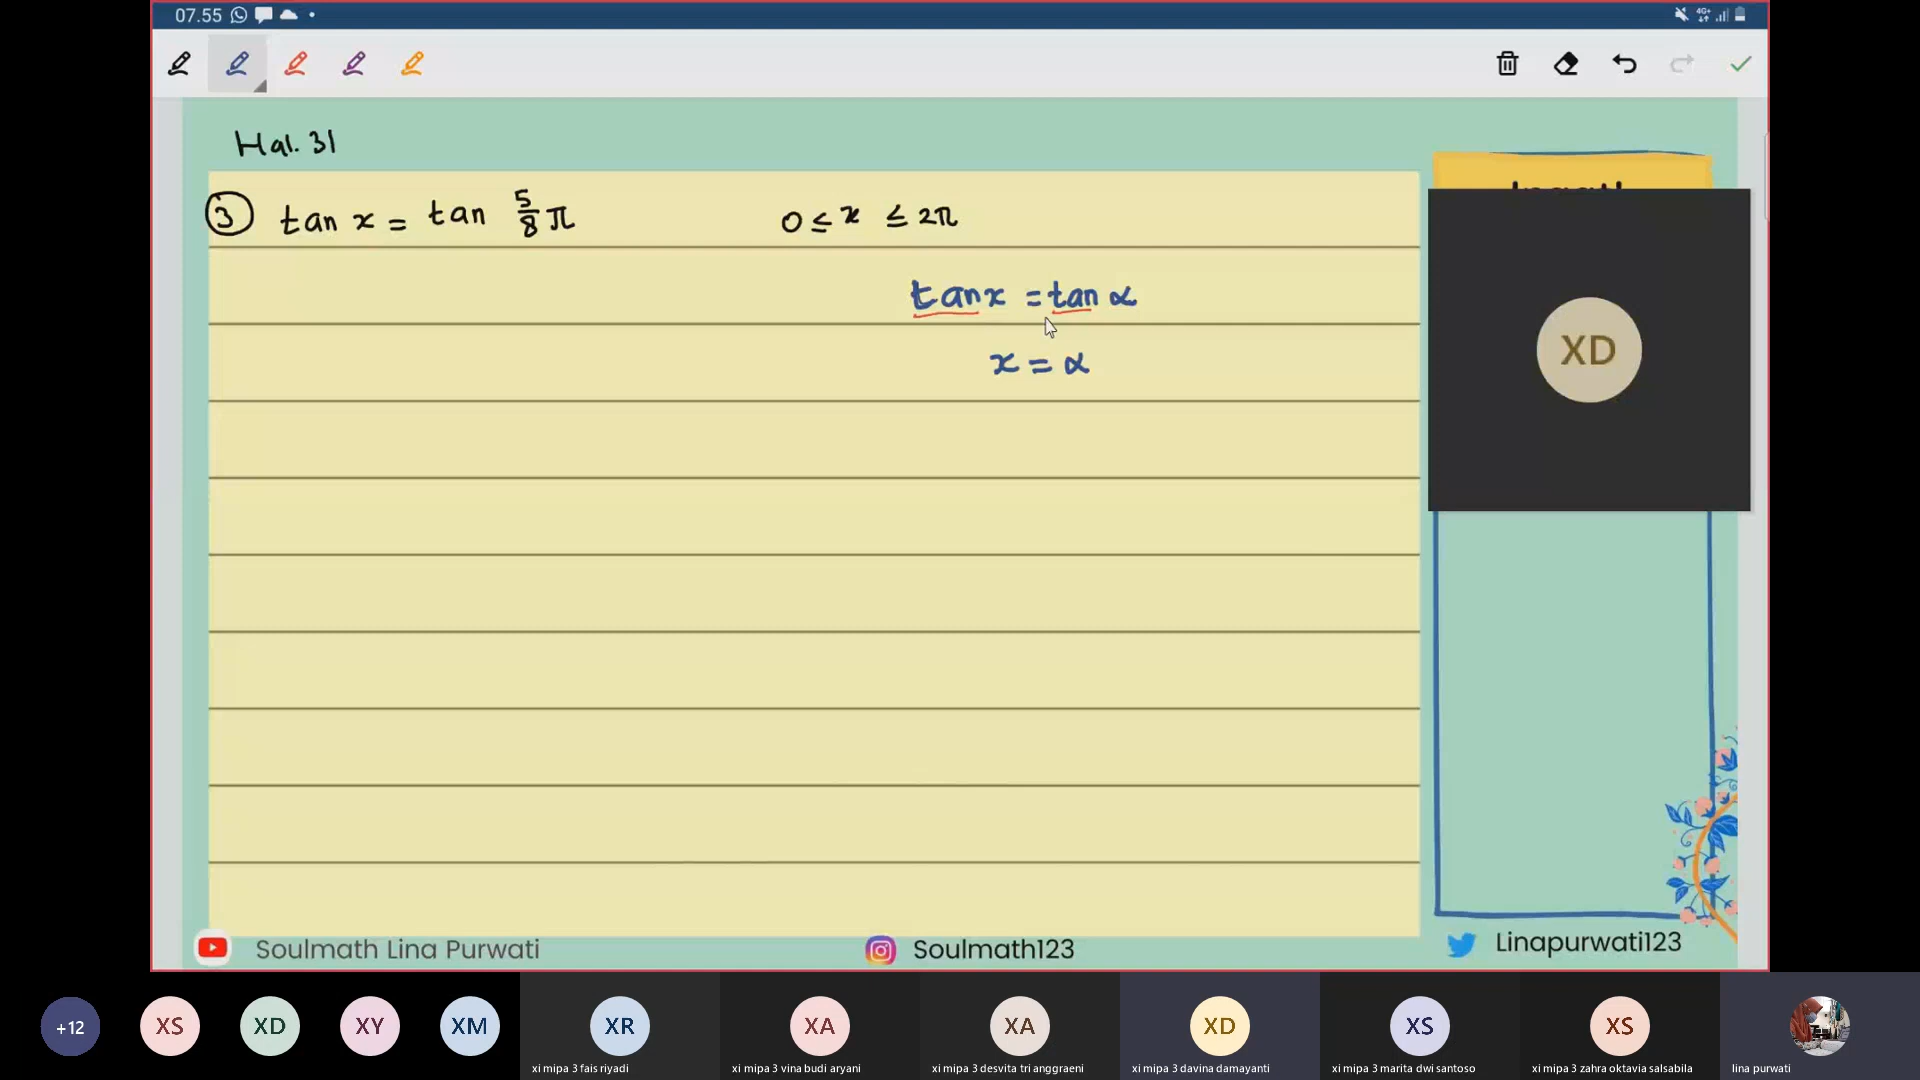 07.55
4G+
Hal. 31
③ tan x = tan 5/8 π 0 ≤ x ≤ 2π
tan x = tan α
x = α
XD
Soulmath Lina Purwati
Soulmath123
Linapurwati123
+12
XS
XD
XY
XM
XR
XA
XA
XD
XS
XS
xi mipa 3 fais riyadi
xi mipa 3 vina budi aryani
xi mipa 3 desvita tri anggraeni
xi mipa 3 davina damayanti
xi mipa 3 marita dwi santoso
xi mipa 3 zahra oktavia salsabila
lina purwati